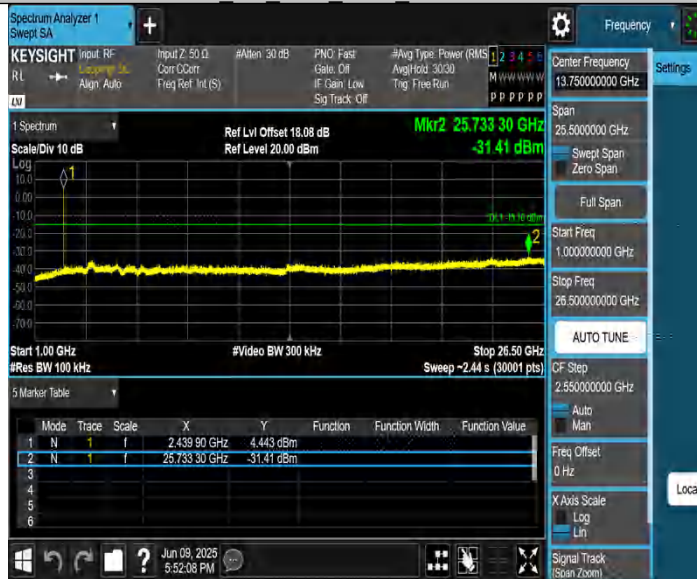 Spectrum Analyzer 1
Swept SA
+
Frequency
KEYSIGHT
RL
LXI
Input: RF
Align: Auto
Input Z: 50 Ω
Corr CCorr
Freq Ref: Int (S)
#Atten: 30 dB
PNO: Fast
Gate: Off
IF Gain: Low
Sig Track: Off
#Avg Type: Power (RMS
Avg|Hold: 30/30
Trig: Free Run
1 2 3 4 5 6
M W W W W W
P P P P P P
1 Spectrum
Scale/Div 10 dB
Log
Ref Lvl Offset 18.08 dB
Ref Level 20.00 dBm
Mkr2 25.733 30 GHz
-31.41 dBm
1
10.0
0.00
-10.0
-20.0
2
-30.0
-40.0
-50.0
-60.0
-70.0
Start 1.00 GHz
#Res BW 100 kHz
#Video BW 300 kHz
Stop 26.50 GHz
Sweep ~2.44 s (30001 pts)
5 Marker Table
Mode Trace Scale X Y Function Function Width Function Value
1 N 1 f 2.439 90 GHz 4.443 dBm
2 N 1 f 25.733 30 GHz -31.41 dBm
3
4
5
6
Jun 09, 2025
5:52:08 PM
?
Center Frequency
13.750000000 GHz
Settings
Span
25.5000000 GHz
Swept Span
Zero Span
Full Span
Start Freq
1.000000000 GHz
Stop Freq
26.500000000 GHz
AUTO TUNE
CF Step
2.550000000 GHz
Auto
Man
Freq Offset
0 Hz
Loca
X Axis Scale
Log
Lin
Signal Track
(Span Zoom)